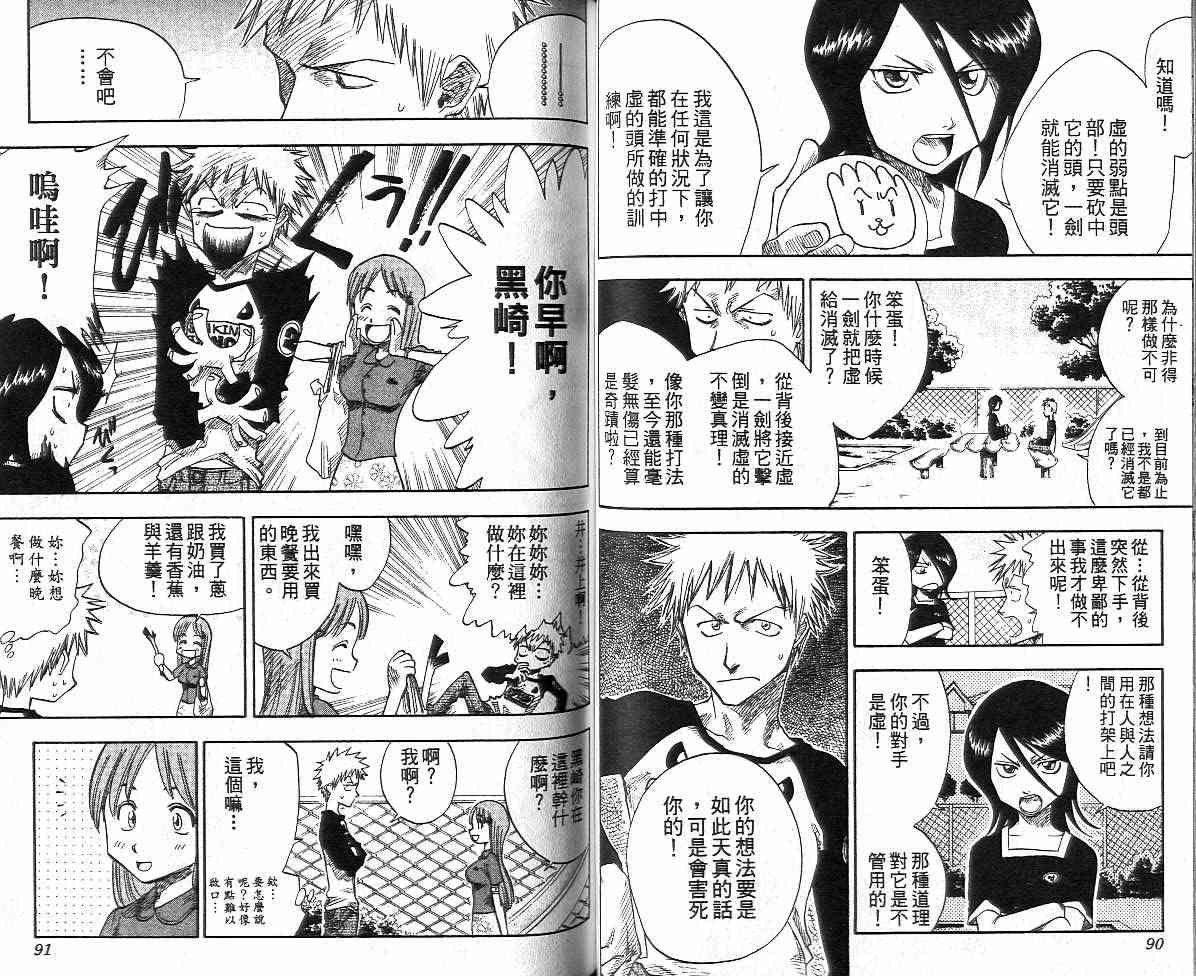 知道嗎！
虛的弱點是頭
部！只要砍中
它的頭，一劍
就能消滅它！
我這是為了讓你
在任何狀況下，
都能準確的打中
虛的頭所做的訓
練啊！
為什麼非得
那樣做不可
呢？
到目前為止
，我不是都
已經消滅它
了嗎？
笨蛋！
你什麼時候
一劍就把虛
給消滅了？
從背後接近虛
，一劍將它擊
倒是消滅虛的
不變真理！
像你那種打法
，至今還能毫
髮無傷已經算
是奇蹟啦？
從…從背後
突然下手，
這麼卑鄙的
事我才做不
出來呢！
笨蛋！
那種想法請你
用在人與人之
間的打架上吧
！
不過，
你的對手
是虛！
那種道理
對它是不
管用的！
你的想法要是
如此天真的話
，可是會害死
你的！
90
不會吧
……
你早啊，
黑崎！
嗚哇啊！
井…井上啊！
妳妳妳…
妳在這裡
做什麼？
嘿嘿，
我出來買
晚餐要用
的東西。
我買了蔥
跟奶油，
還有香蕉
與羊羹！
妳…妳想
做什麼晚
餐啊…
黑崎你在
這裡幹什
麼啊？
啊？
我啊？
我，
這個嘛…
欸…
要怎麼說
呢？好像
有點難以
啟口…
91